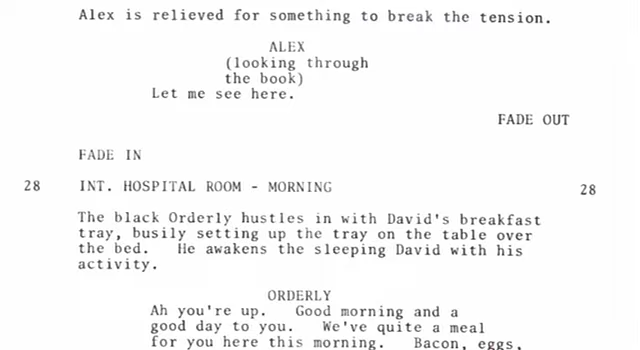 Alex is relieved for something to break the tension.
ALEX
(looking through
the book)
Let me see here.
FADE OUT
FADE IN
28 INT. HOSPITAL ROOM - MORNING 28
The black Orderly hustles in with David's breakfast
tray, busily setting up the tray on the table over
the bed. He awakens the sleeping David with his
activity.
ORDERLY
Ah you're up. Good morning and a
good day to you. We've quite a meal
for you here this morning. Bacon, eggs,